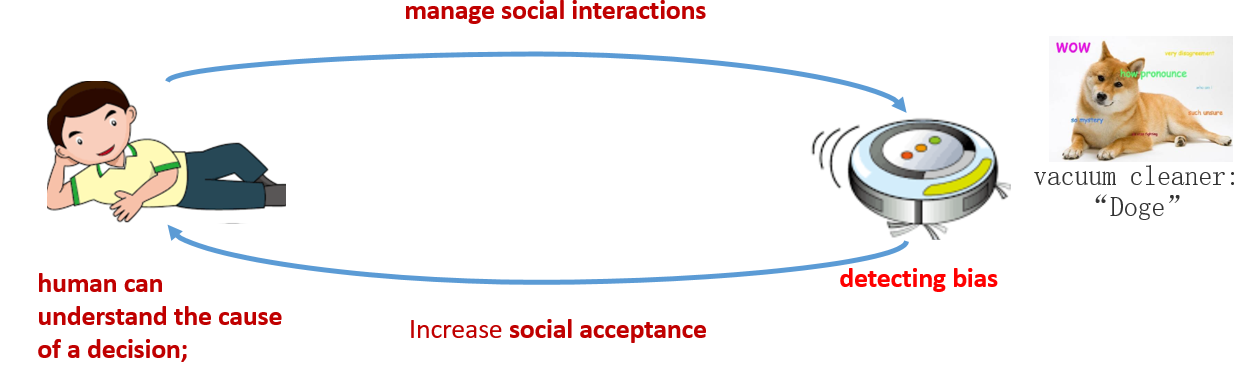 manage social interactions
wow
very disagreement
how pronounce
so mystery
such unsure
vacuum cleaner:
“Doge”
detecting bias
human can
understand the cause
of a decision;
Increase social acceptance